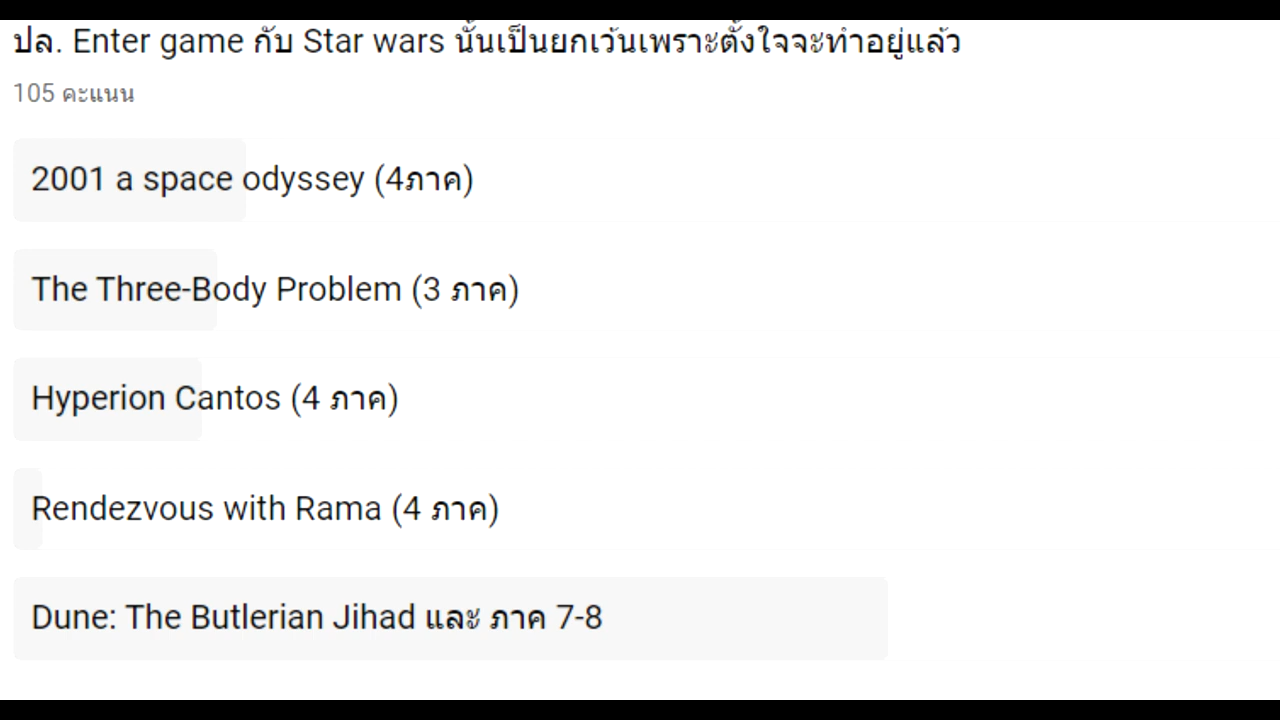 ปล. Enter game กับ Star wars นั้นเป็นยกเว้นเพราะตั้งใจจะทำอยู่แล้ว
105 คะแนน
2001 a space odyssey (4ภาค)
The Three-Body Problem (3 ภาค)
Hyperion Cantos (4 ภาค)
Rendezvous with Rama (4 ภาค)
Dune: The Butlerian Jihad และ ภาค 7-8